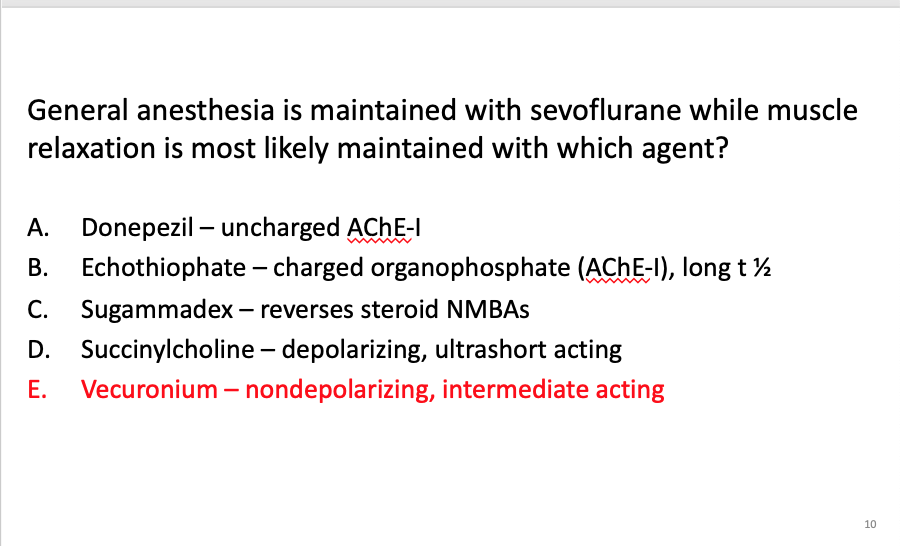 General anesthesia is maintained with sevoflurane while muscle
relaxation is most likely maintained with which agent?
A. Donepezil – uncharged AChE-I
B. Echothiophate – charged organophosphate (AChE-I), long t ½
C. Sugammadex – reverses steroid NMBAs
D. Succinylcholine – depolarizing, ultrashort acting
E. Vecuronium – nondepolarizing, intermediate acting
10